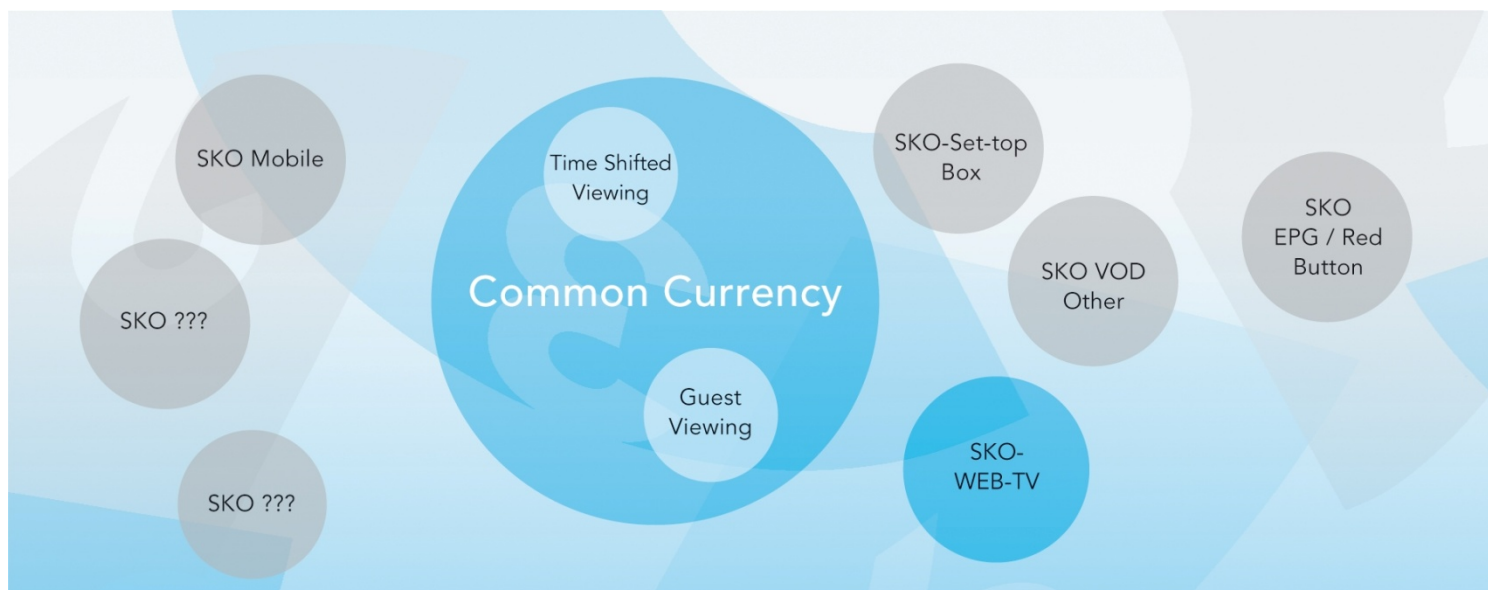 SKO Mobile
SKO ???
SKO ???
Time Shifted
Viewing
Common Currency
Guest
Viewing
SKO-Set-top
Box
SKO VOD
Other
SKO-
WEB-TV
SKO
EPG / Red
Button